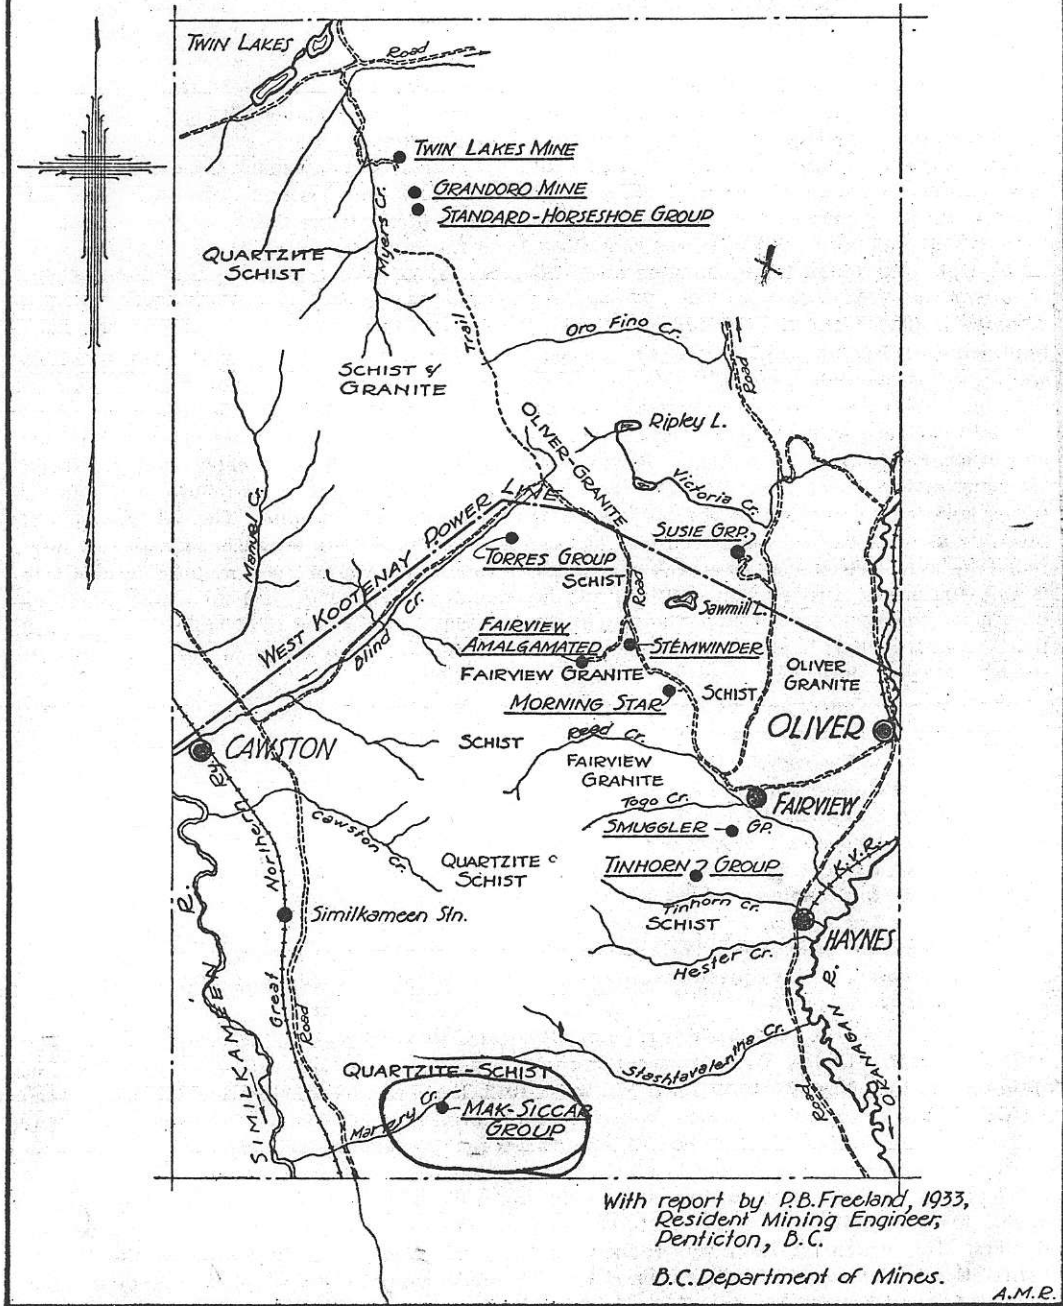 TWIN LAKES
Road
TWIN LAKES MINE
GRANDORO MINE
STANDARD-HORSESHOE GROUP
Myers Cr.
QUARTZITE
SCHIST
Trail
Oro Fino Cr.
Road
SCHIST &
GRANITE
OLIVER-GRANITE
Ripley L.
Victoria Cr.
Manuel C.
WEST KOOTENAY POWER LINE
SUSIE GRP.
TORRES GROUP
SCHIST
Road
Blind Cr.
Sawmill L.
FAIRVIEW
AMALGAMATED
STEMWINDER
FAIRVIEW GRANITE
OLIVER
GRANITE
MORNING STAR
SCHIST
OLIVER
CAWSTON
SCHIST
Reed Cr.
FAIRVIEW
GRANITE
FAIRVIEW
Togo Cr.
SMUGGLER GP.
Cawston Cr.
QUARTZITE
SCHIST
TINHORN GROUP
K.V.R.
Great Northern Ry.
Similkameen Stn.
Tinhorn Cr.
SCHIST
HAYNES
Hester Cr.
SIMILKAMEEN R.
Road
OKANAGAN R.
Stashtavalentha Cr.
Road
QUARTZITE-SCHIST
MAK-SICCAR
GROUP
With report by P.B. Freeland, 1933,
Resident Mining Engineer,
Penticton, B.C.
B.C. Department of Mines.
A.M.R.